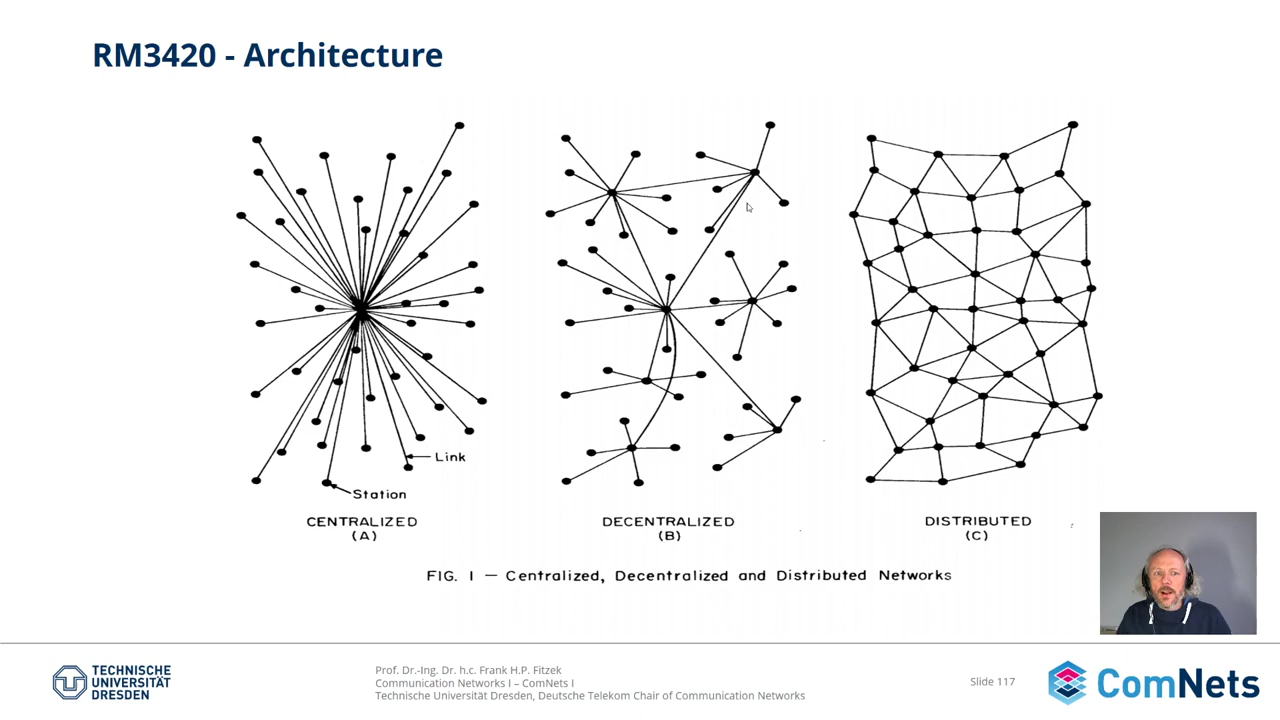 RM3420 - Architecture
Link
Station
CENTRALIZED
(A)
DECENTRALIZED
(B)
DISTRIBUTED
(C)
FIG. I — Centralized, Decentralized and Distributed Networks
TECHNISCHE
UNIVERSITÄT
DRESDEN
Prof. Dr.-Ing. Dr. h.c. Frank H.P. Fitzek
Communication Networks I – ComNets I
Technische Universität Dresden, Deutsche Telekom Chair of Communication Networks
Slide 117
ComNets